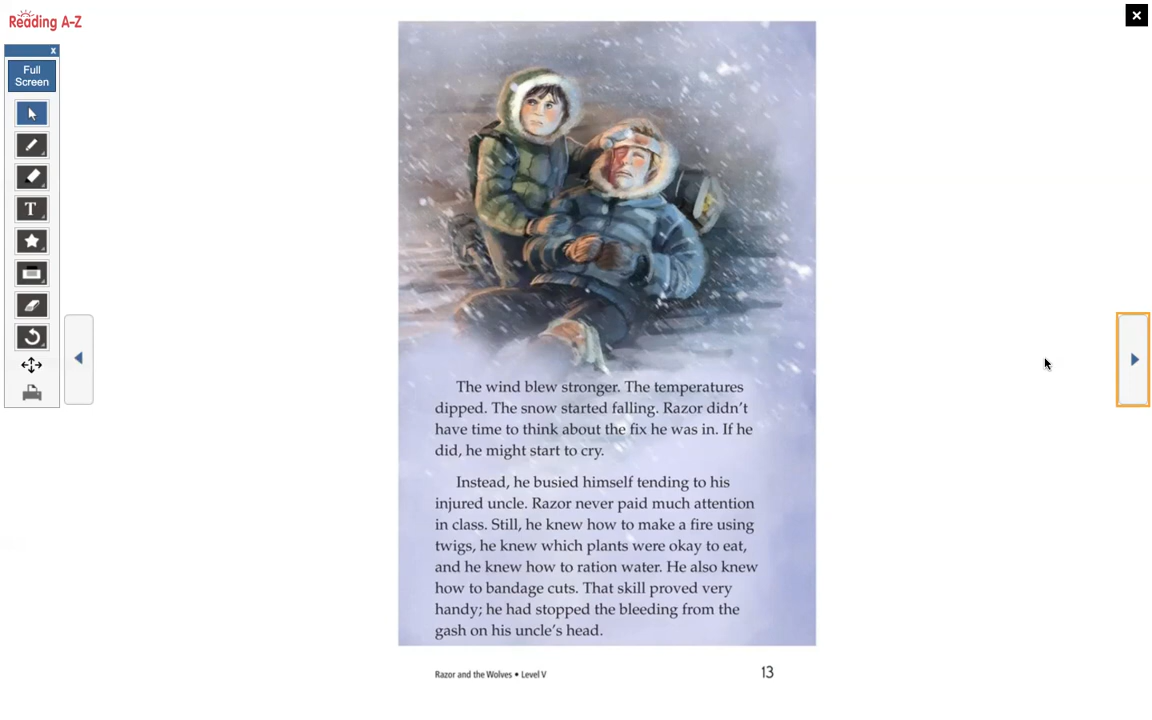 Reading A-Z
x
Full
Screen
T
The wind blew stronger. The temperatures
dipped. The snow started falling. Razor didn’t
have time to think about the fix he was in. If he
did, he might start to cry.
Instead, he busied himself tending to his
injured uncle. Razor never paid much attention
in class. Still, he knew how to make a fire using
twigs, he knew which plants were okay to eat,
and he knew how to ration water. He also knew
how to bandage cuts. That skill proved very
handy; he had stopped the bleeding from the
gash on his uncle’s head.
Razor and the Wolves • Level V
13